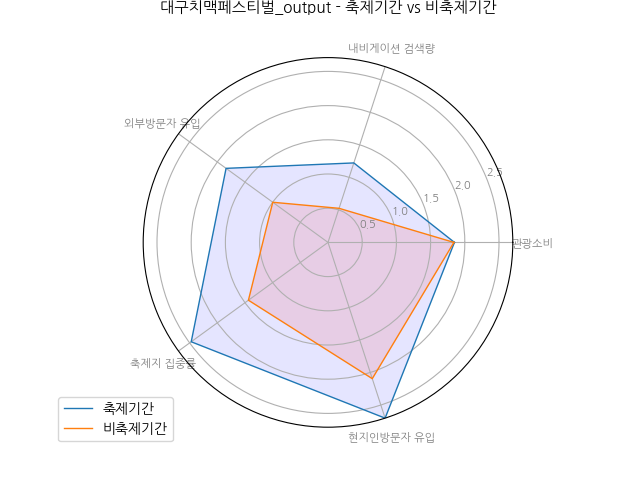 대구치맥페스티벌_output - 축제기간 vs 비축제기간
내비게이션 검색량
외부방문자 유입
2.5
2.0
1.5
1.0
0.5
관광소비
축제지 집중률
현지인방문자 유입
축제기간
비축제기간